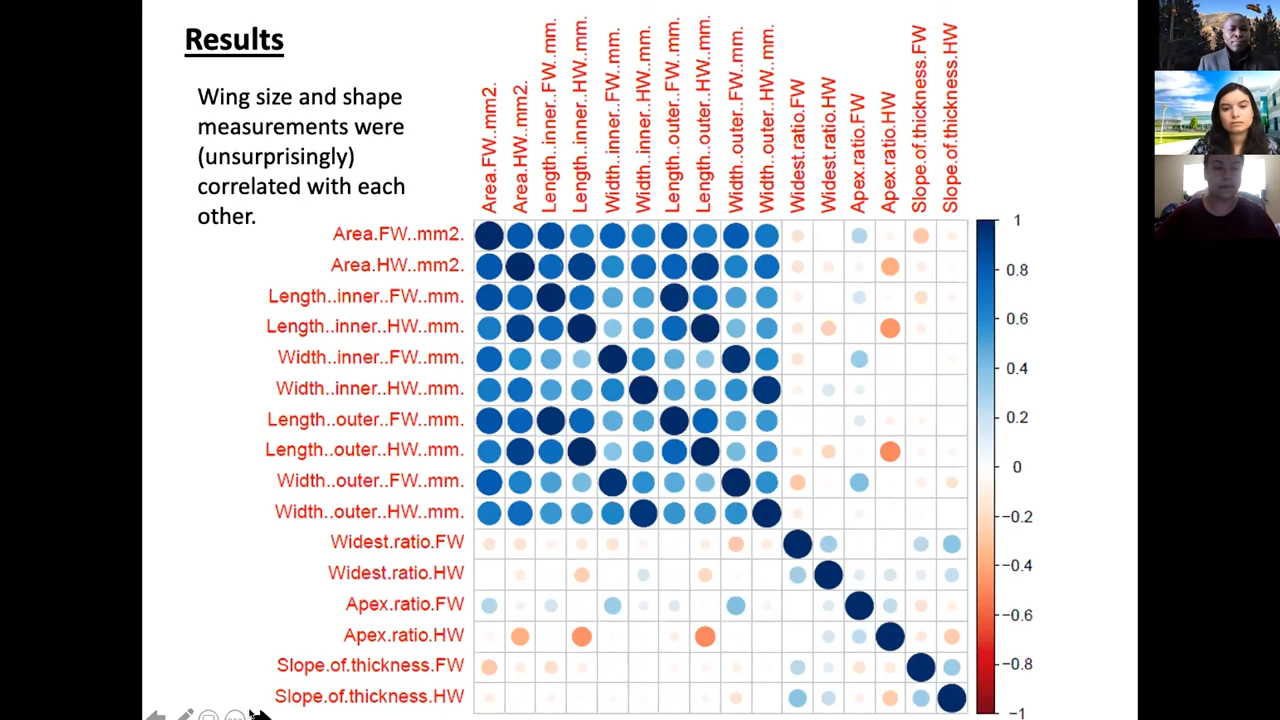 Results
Wing size and shape
measurements were
(unsurprisingly)
correlated with each
other.
Area.FW..mm2.
Area.HW..mm2.
Length..inner..FW..mm.
Length..inner..HW..mm.
Width..inner..FW..mm.
Width..inner..HW..mm.
Length..outer..FW..mm.
Length..outer..HW..mm.
Width..outer..FW..mm.
Width..outer..HW..mm.
Widest.ratio.FW
Widest.ratio.HW
Apex.ratio.FW
Apex.ratio.HW
Slope.of.thickness.FW
Slope.of.thickness.HW
Area.FW..mm2.
Area.HW..mm2.
Length..inner..FW..mm.
Length..inner..HW..mm.
Width..inner..FW..mm.
Width..inner..HW..mm.
Length..outer..FW..mm.
Length..outer..HW..mm.
Width..outer..FW..mm.
Width..outer..HW..mm.
Widest.ratio.FW
Widest.ratio.HW
Apex.ratio.FW
Apex.ratio.HW
Slope.of.thickness.FW
Slope.of.thickness.HW
1
0.8
0.6
0.4
0.2
0
−0.2
−0.4
−0.6
−0.8
−1